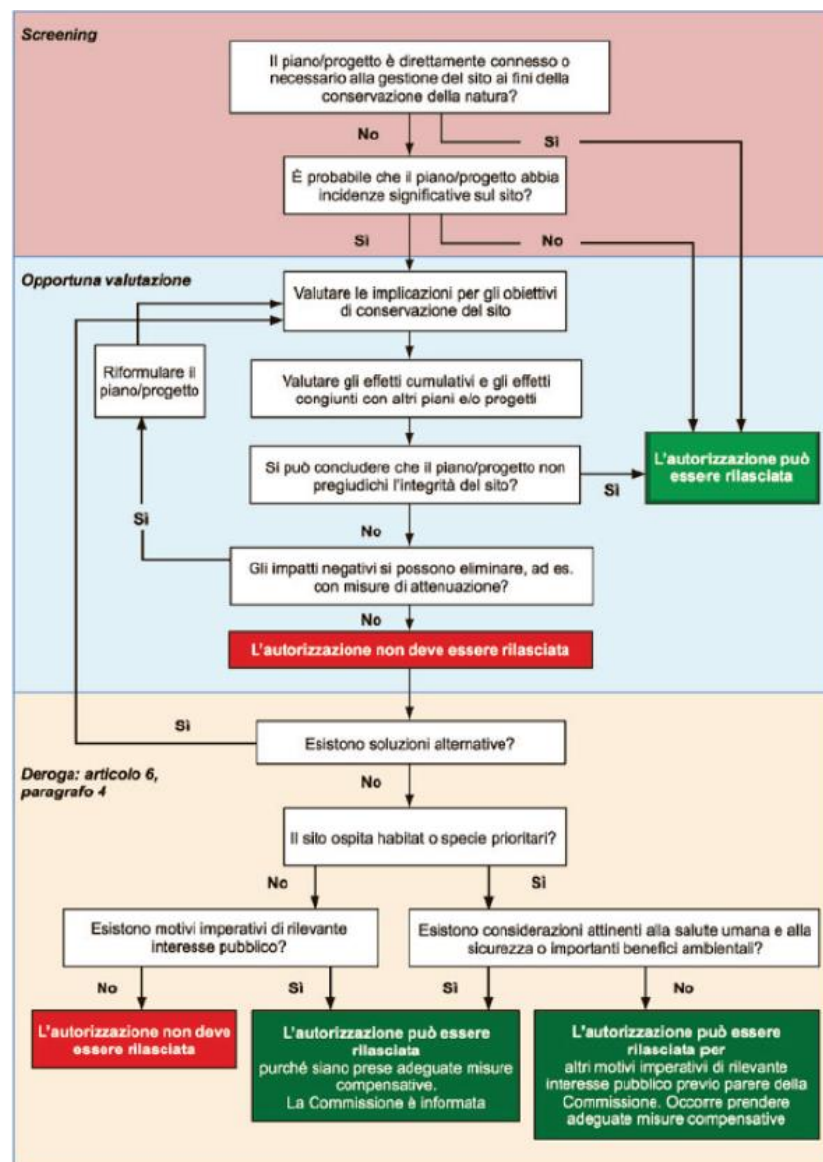 Screening
Il piano/progetto è direttamente connesso o
necessario alla gestione del sito ai fini della
conservazione della natura?
No
Sì
È probabile che il piano/progetto abbia
incidenze significative sul sito?
Sì
No
Opportuna valutazione
Valutare le implicazioni per gli obiettivi
di conservazione del sito
Riformulare il
piano/progetto
Valutare gli effetti cumulativi e gli effetti
congiunti con altri piani e/o progetti
L'autorizzazione può
essere rilasciata
Si può concludere che il piano/progetto non
pregiudichi l'integrità del sito?
Sì
Sì
No
Gli impatti negativi si possono eliminare, ad es.
con misure di attenuazione?
No
L'autorizzazione non deve essere rilasciata
Sì
Esistono soluzioni alternative?
Deroga: articolo 6,
paragrafo 4
No
Il sito ospita habitat o specie prioritari?
No
Sì
Esistono motivi imperativi di rilevante
interesse pubblico?
Esistono considerazioni attinenti alla salute umana e alla
sicurezza o importanti benefici ambientali?
No
Sì
Sì
No
L'autorizzazione non deve
essere rilasciata
L'autorizzazione può essere
rilasciata
purché siano prese adeguate misure
compensative.
La Commissione è informata
L'autorizzazione può essere
rilasciata per
altri motivi imperativi di rilevante
interesse pubblico previo parere della
Commissione. Occorre prendere
adeguate misure compensative